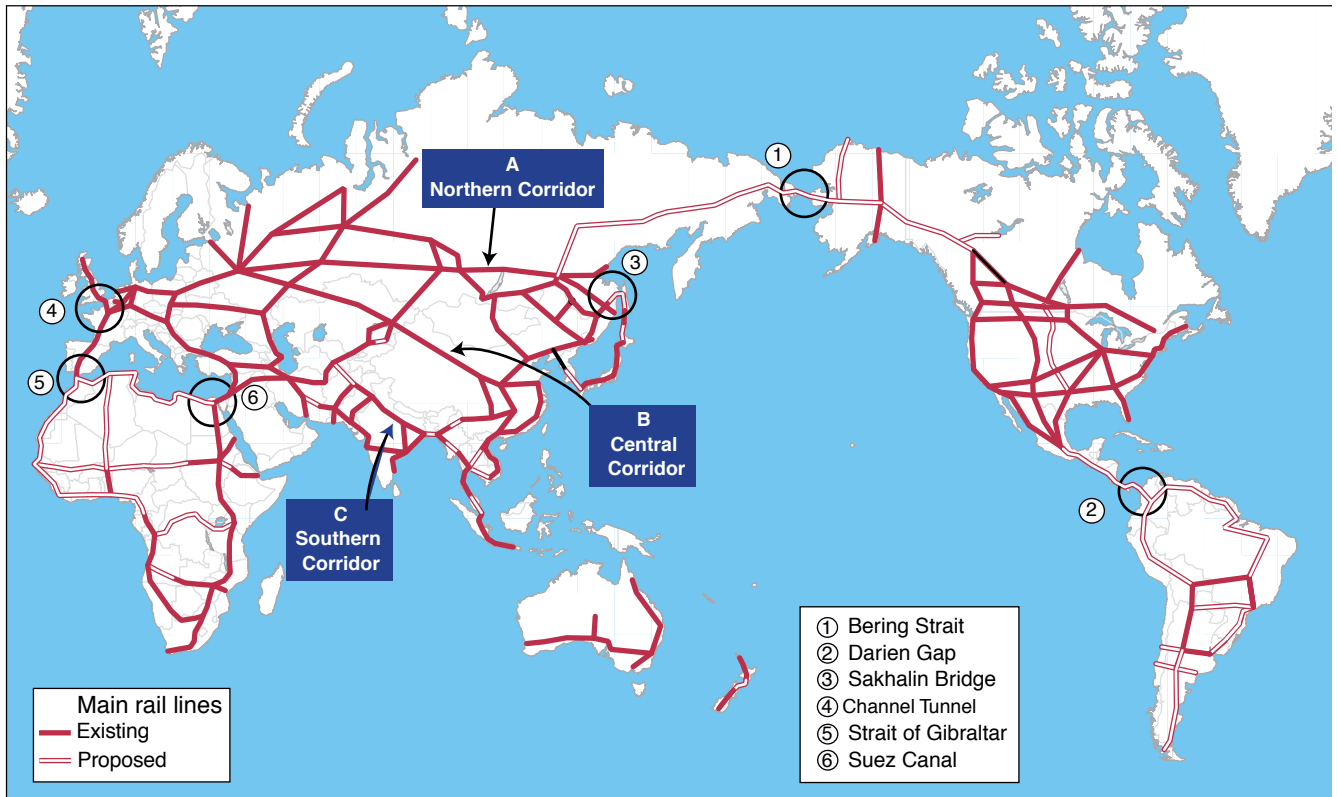 A
Northern Corridor
1
3
4
5
6
B
Central
Corridor
C
Southern
Corridor
2
Main rail lines
Existing
Proposed
1 Bering Strait
2 Darien Gap
3 Sakhalin Bridge
4 Channel Tunnel
5 Strait of Gibraltar
6 Suez Canal